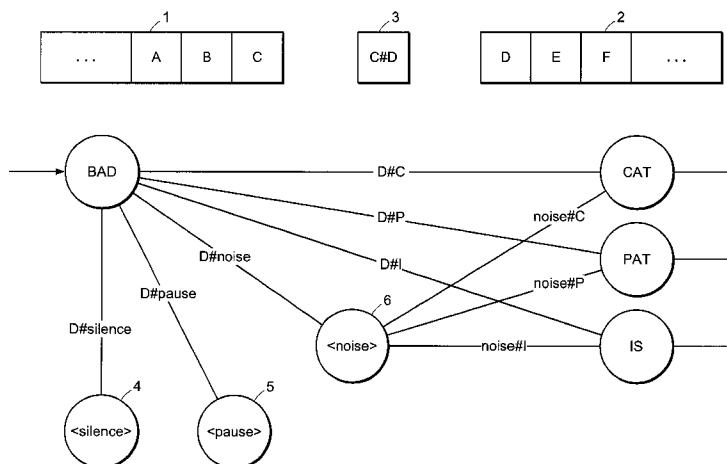 1
3
2
... A B C
C#D
D E F ...
BAD
D#C
CAT
noise#C
D#P
D#noise
D#I
PAT
D#pause
6
noise#P
D#silence
<noise>
noise#I
IS
4
5
<silence>
<pause>